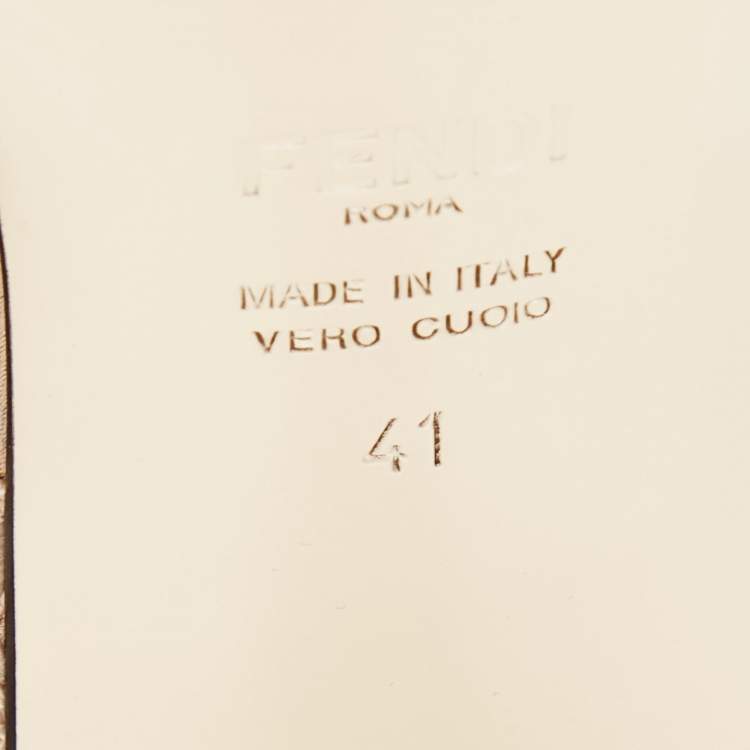 FENDI
ROMA
MADE IN ITALY
VERO CUOIO
41